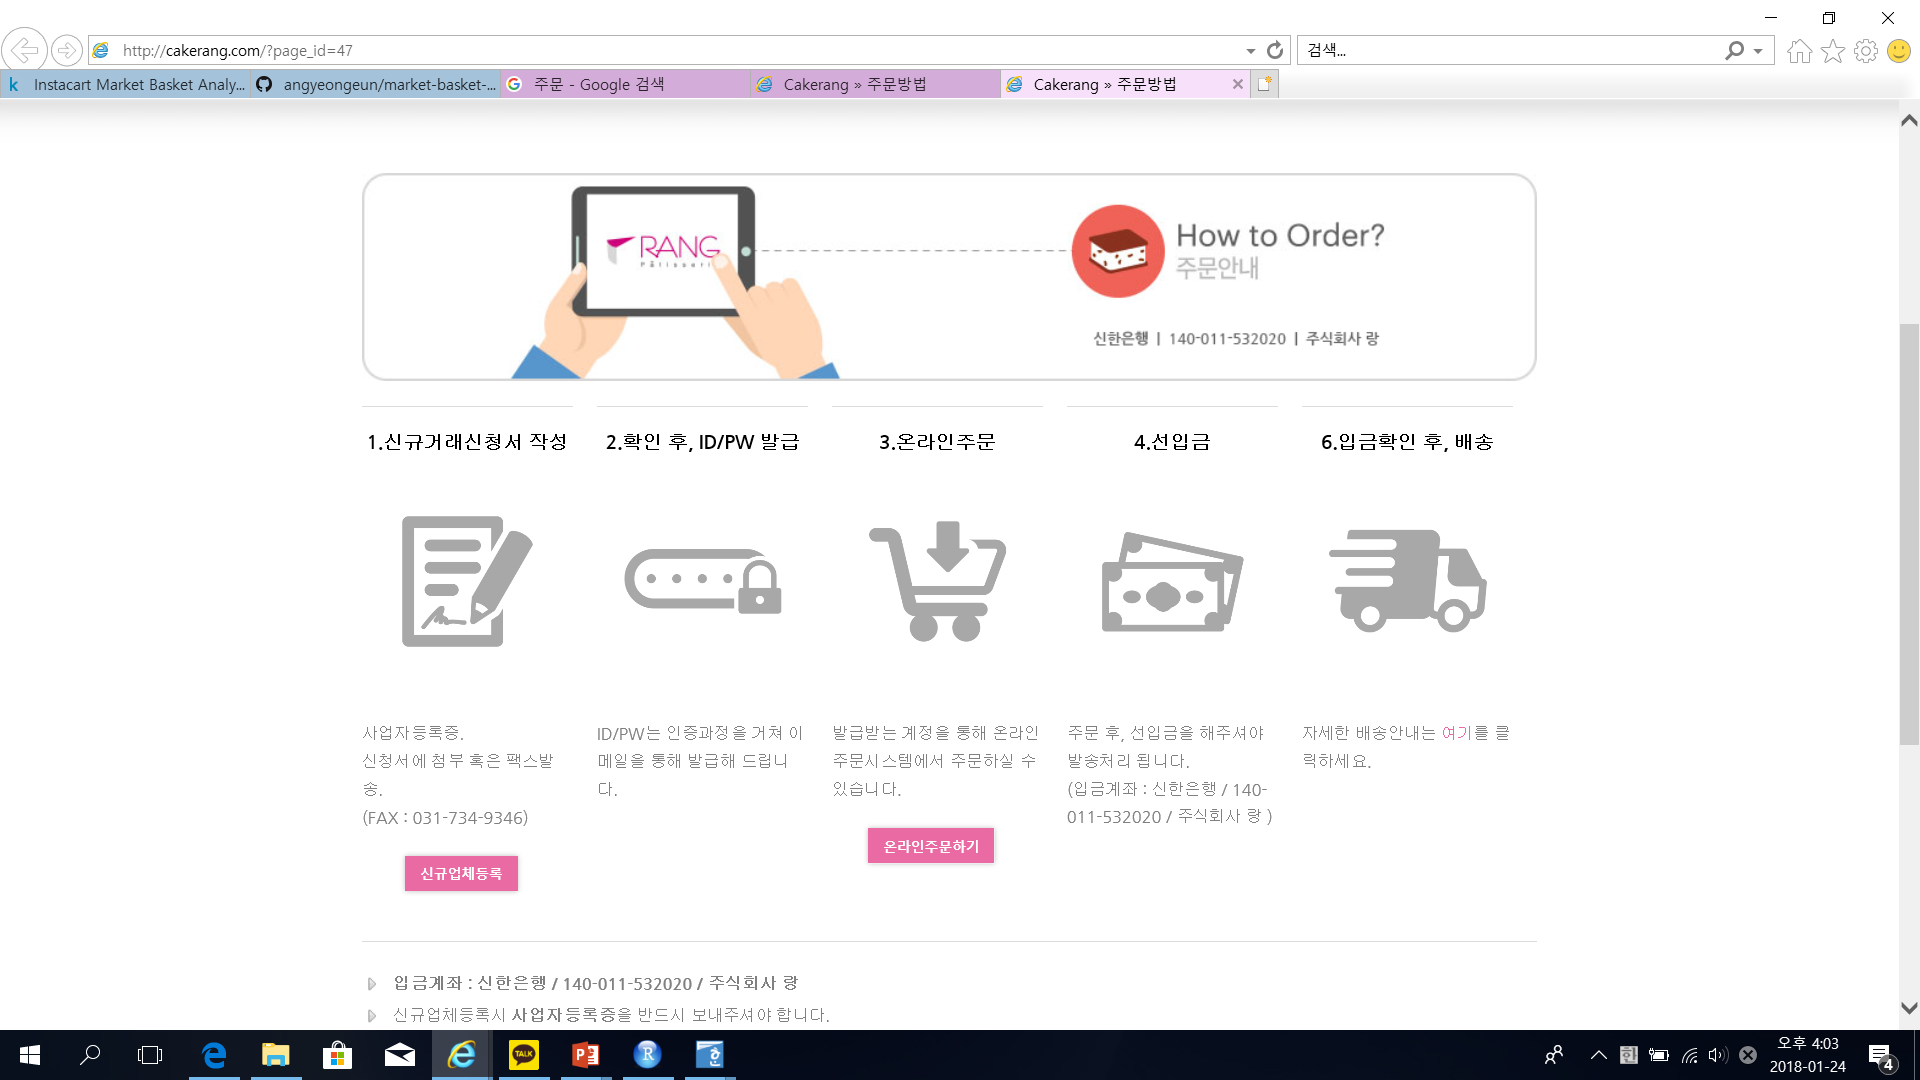 http://cakerang.com/?page_id=47
검색...
Instacart Market Basket Analy...
angyeongeun/market-basket-...
주문 - Google 검색
Cakerang » 주문방법
Cakerang » 주문방법
RANG
Pâtisseri
How to Order?
주문안내
신한은행 | 140-011-532020 | 주식회사 랑
1.신규거래신청서 작성
2.확인 후, ID/PW 발급
3.온라인주문
4.선입금
6.입금확인 후, 배송
사업자등록증.
신청서에 첨부 혹은 팩스발
송.
(FAX : 031-734-9346)
신규업체등록
ID/PW는 인증과정을 거쳐 이
메일을 통해 발급해 드립니
다.
발급받는 계정을 통해 온라인
주문시스템에서 주문하실 수
있습니다.
온라인주문하기
주문 후, 선입금을 해주셔야
발송처리 됩니다.
(입금계좌 : 신한은행 / 140-
011-532020 / 주식회사 랑 )
자세한 배송안내는 여기를 클
릭하세요.
입금계좌 : 신한은행 / 140-011-532020 / 주식회사 랑
신규업체등록시 사업자등록증을 반드시 보내주셔야 합니다.
TALK
한
오후 4:03
2018-01-24
4